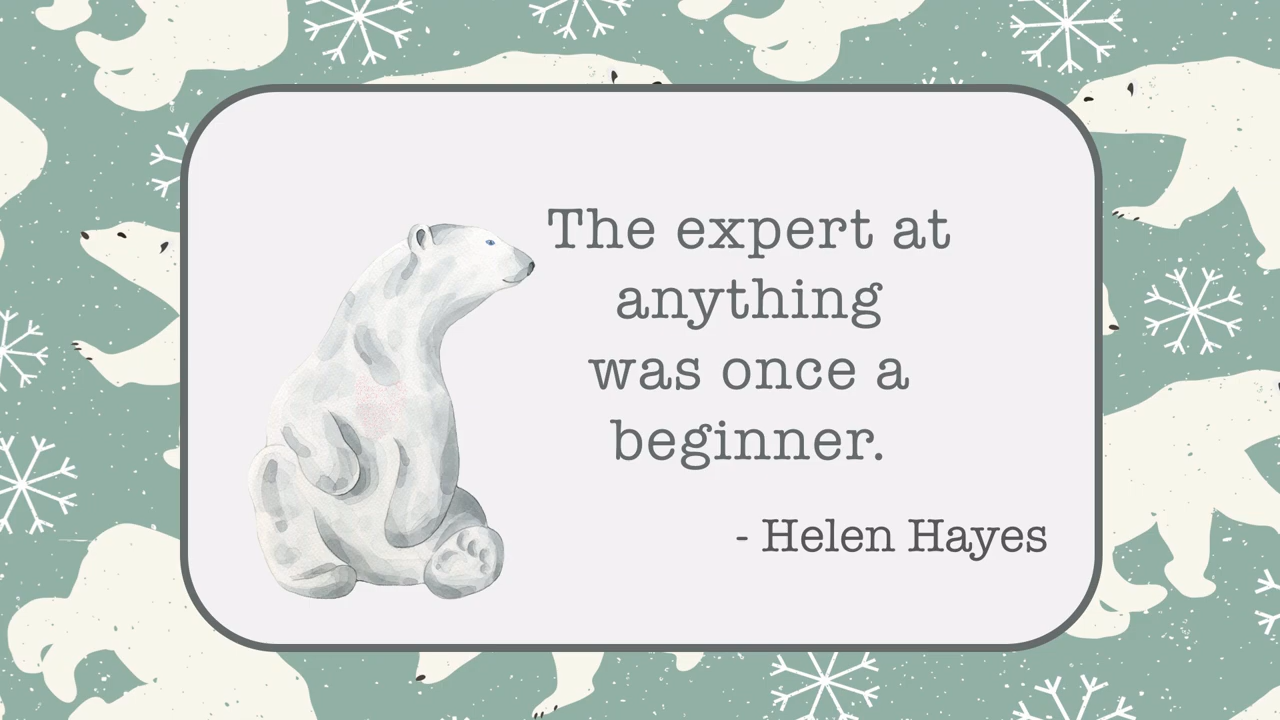 The expert at
anything
was once a
beginner.
- Helen Hayes